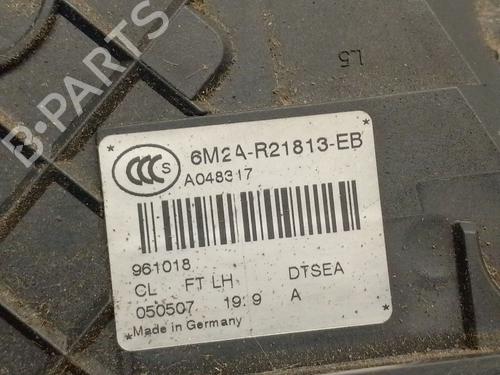 B-PARTS
L5
CCC S
6M2A-R21813-EB
A048317
961018
CL FT LH DTSEA
050507 19:9 A
Made in Germany